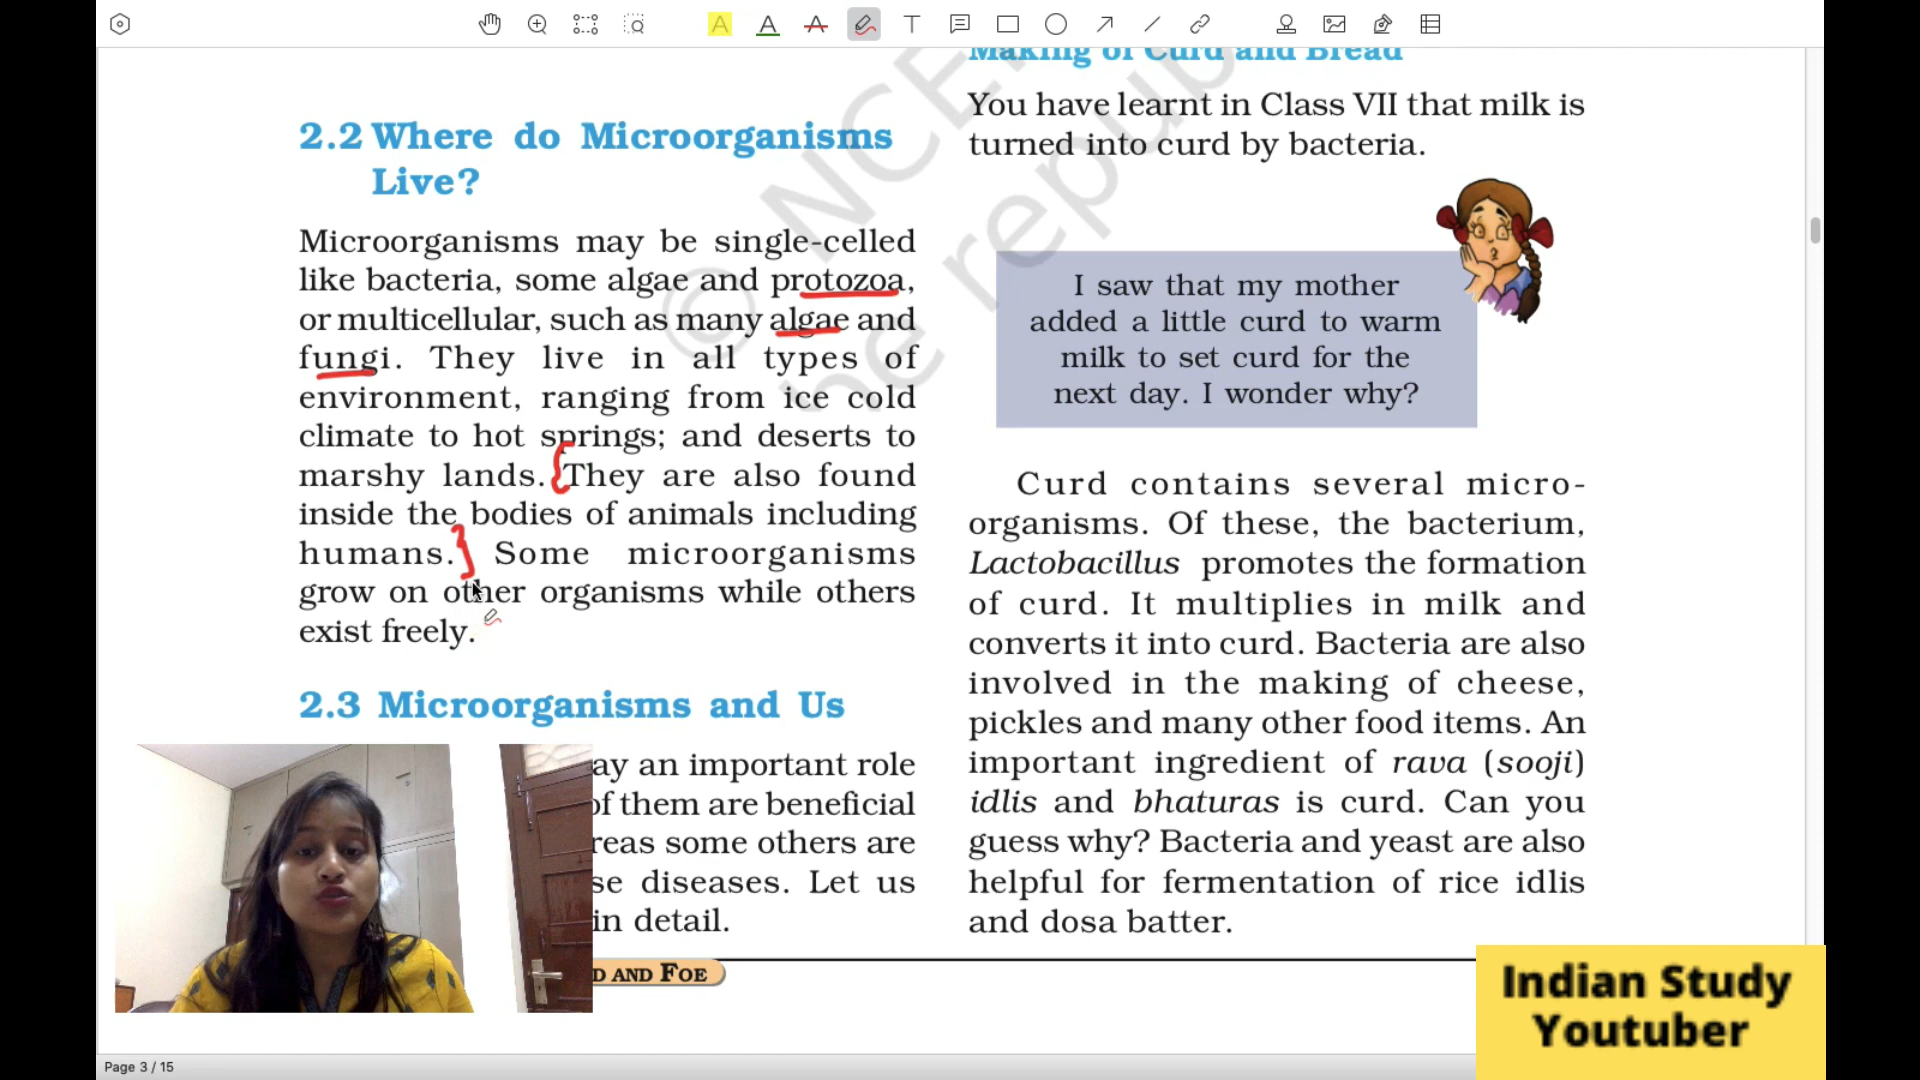 A A A T
Making of Curd and Bread
2.2 Where do Microorganisms
Live?
Microorganisms may be single-celled
like bacteria, some algae and protozoa,
or multicellular, such as many algae and
fungi. They live in all types of
environment, ranging from ice cold
climate to hot springs; and deserts to
marshy lands. They are also found
inside the bodies of animals including
humans. Some microorganisms
grow on other organisms while others
exist freely.
2.3 Microorganisms and Us
ay an important role
of them are beneficial
reas some others are
se diseases. Let us
in detail.
D AND FOE
You have learnt in Class VII that milk is
turned into curd by bacteria.
I saw that my mother
added a little curd to warm
milk to set curd for the
next day. I wonder why?
Curd contains several micro-
organisms. Of these, the bacterium,
Lactobacillus promotes the formation
of curd. It multiplies in milk and
converts it into curd. Bacteria are also
involved in the making of cheese,
pickles and many other food items. An
important ingredient of rava (sooji)
idlis and bhaturas is curd. Can you
guess why? Bacteria and yeast are also
helpful for fermentation of rice idlis
and dosa batter.
© NCE
be repub
Indian Study
Youtuber
Page 3 / 15